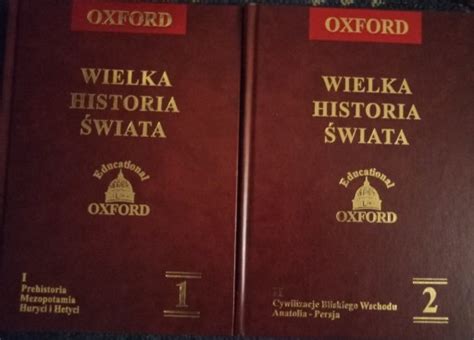 OXFORD
WIELKA
HISTORIA
ŚWIATA
Educational
OXFORD
I
Prehistoria
Mezopotamia
Huryci i Hetyci
1
OXFORD
WIELKA
HISTORIA
ŚWIATA
Educational
OXFORD
II
Cywilizacje Bliskiego Wschodu
Anatolia - Persja
2